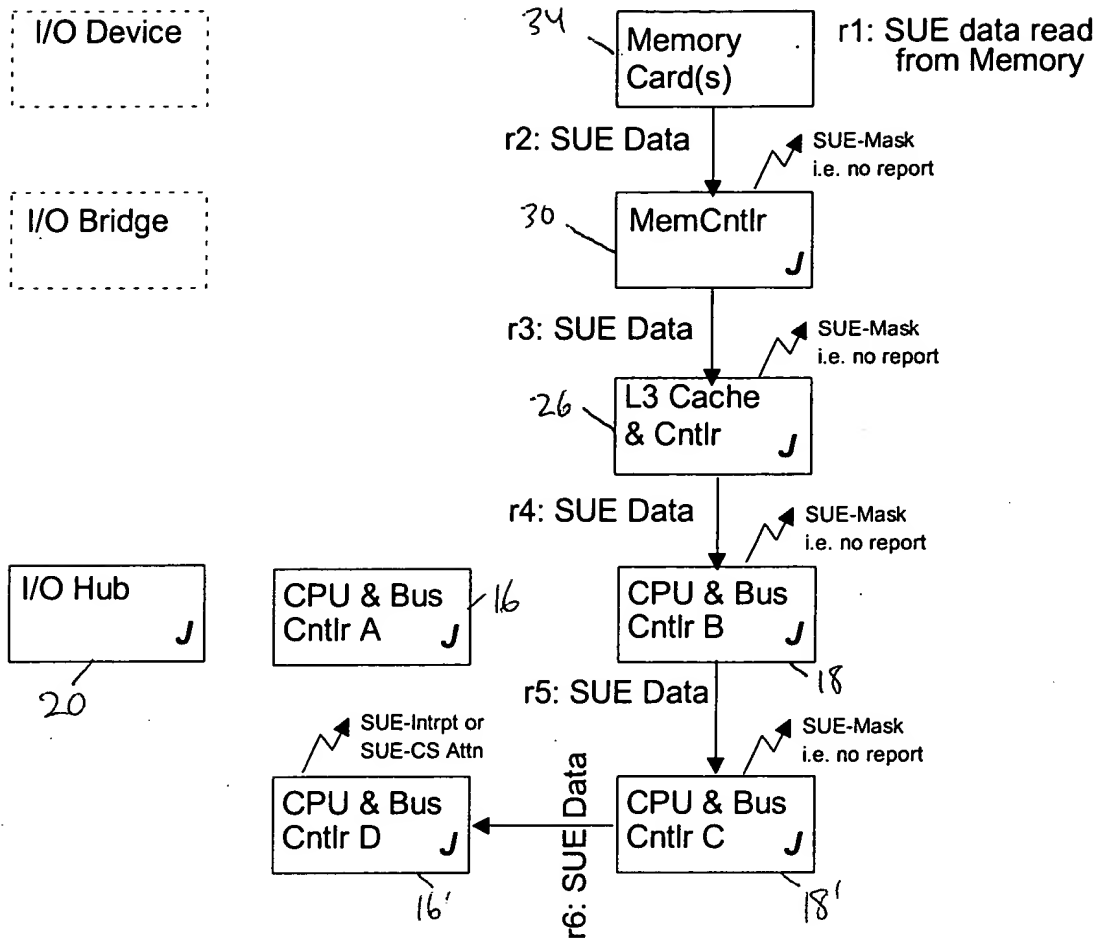 I/O Device
34
Memory
Card(s)
r1: SUE data read
from Memory
r2: SUE Data
SUE-Mask
i.e. no report
I/O Bridge
30
MemCntlr
J
r3: SUE Data
SUE-Mask
i.e. no report
26
L3 Cache
& Cntlr
J
r4: SUE Data
SUE-Mask
i.e. no report
I/O Hub
J
20
CPU & Bus
Cntlr A
J
16
CPU & Bus
Cntlr B
J
18
r5: SUE Data
SUE-Intrpt or
SUE-CS Attn
SUE-Mask
i.e. no report
CPU & Bus
Cntlr D
J
16'
r6: SUE Data
CPU & Bus
Cntlr C
J
18'